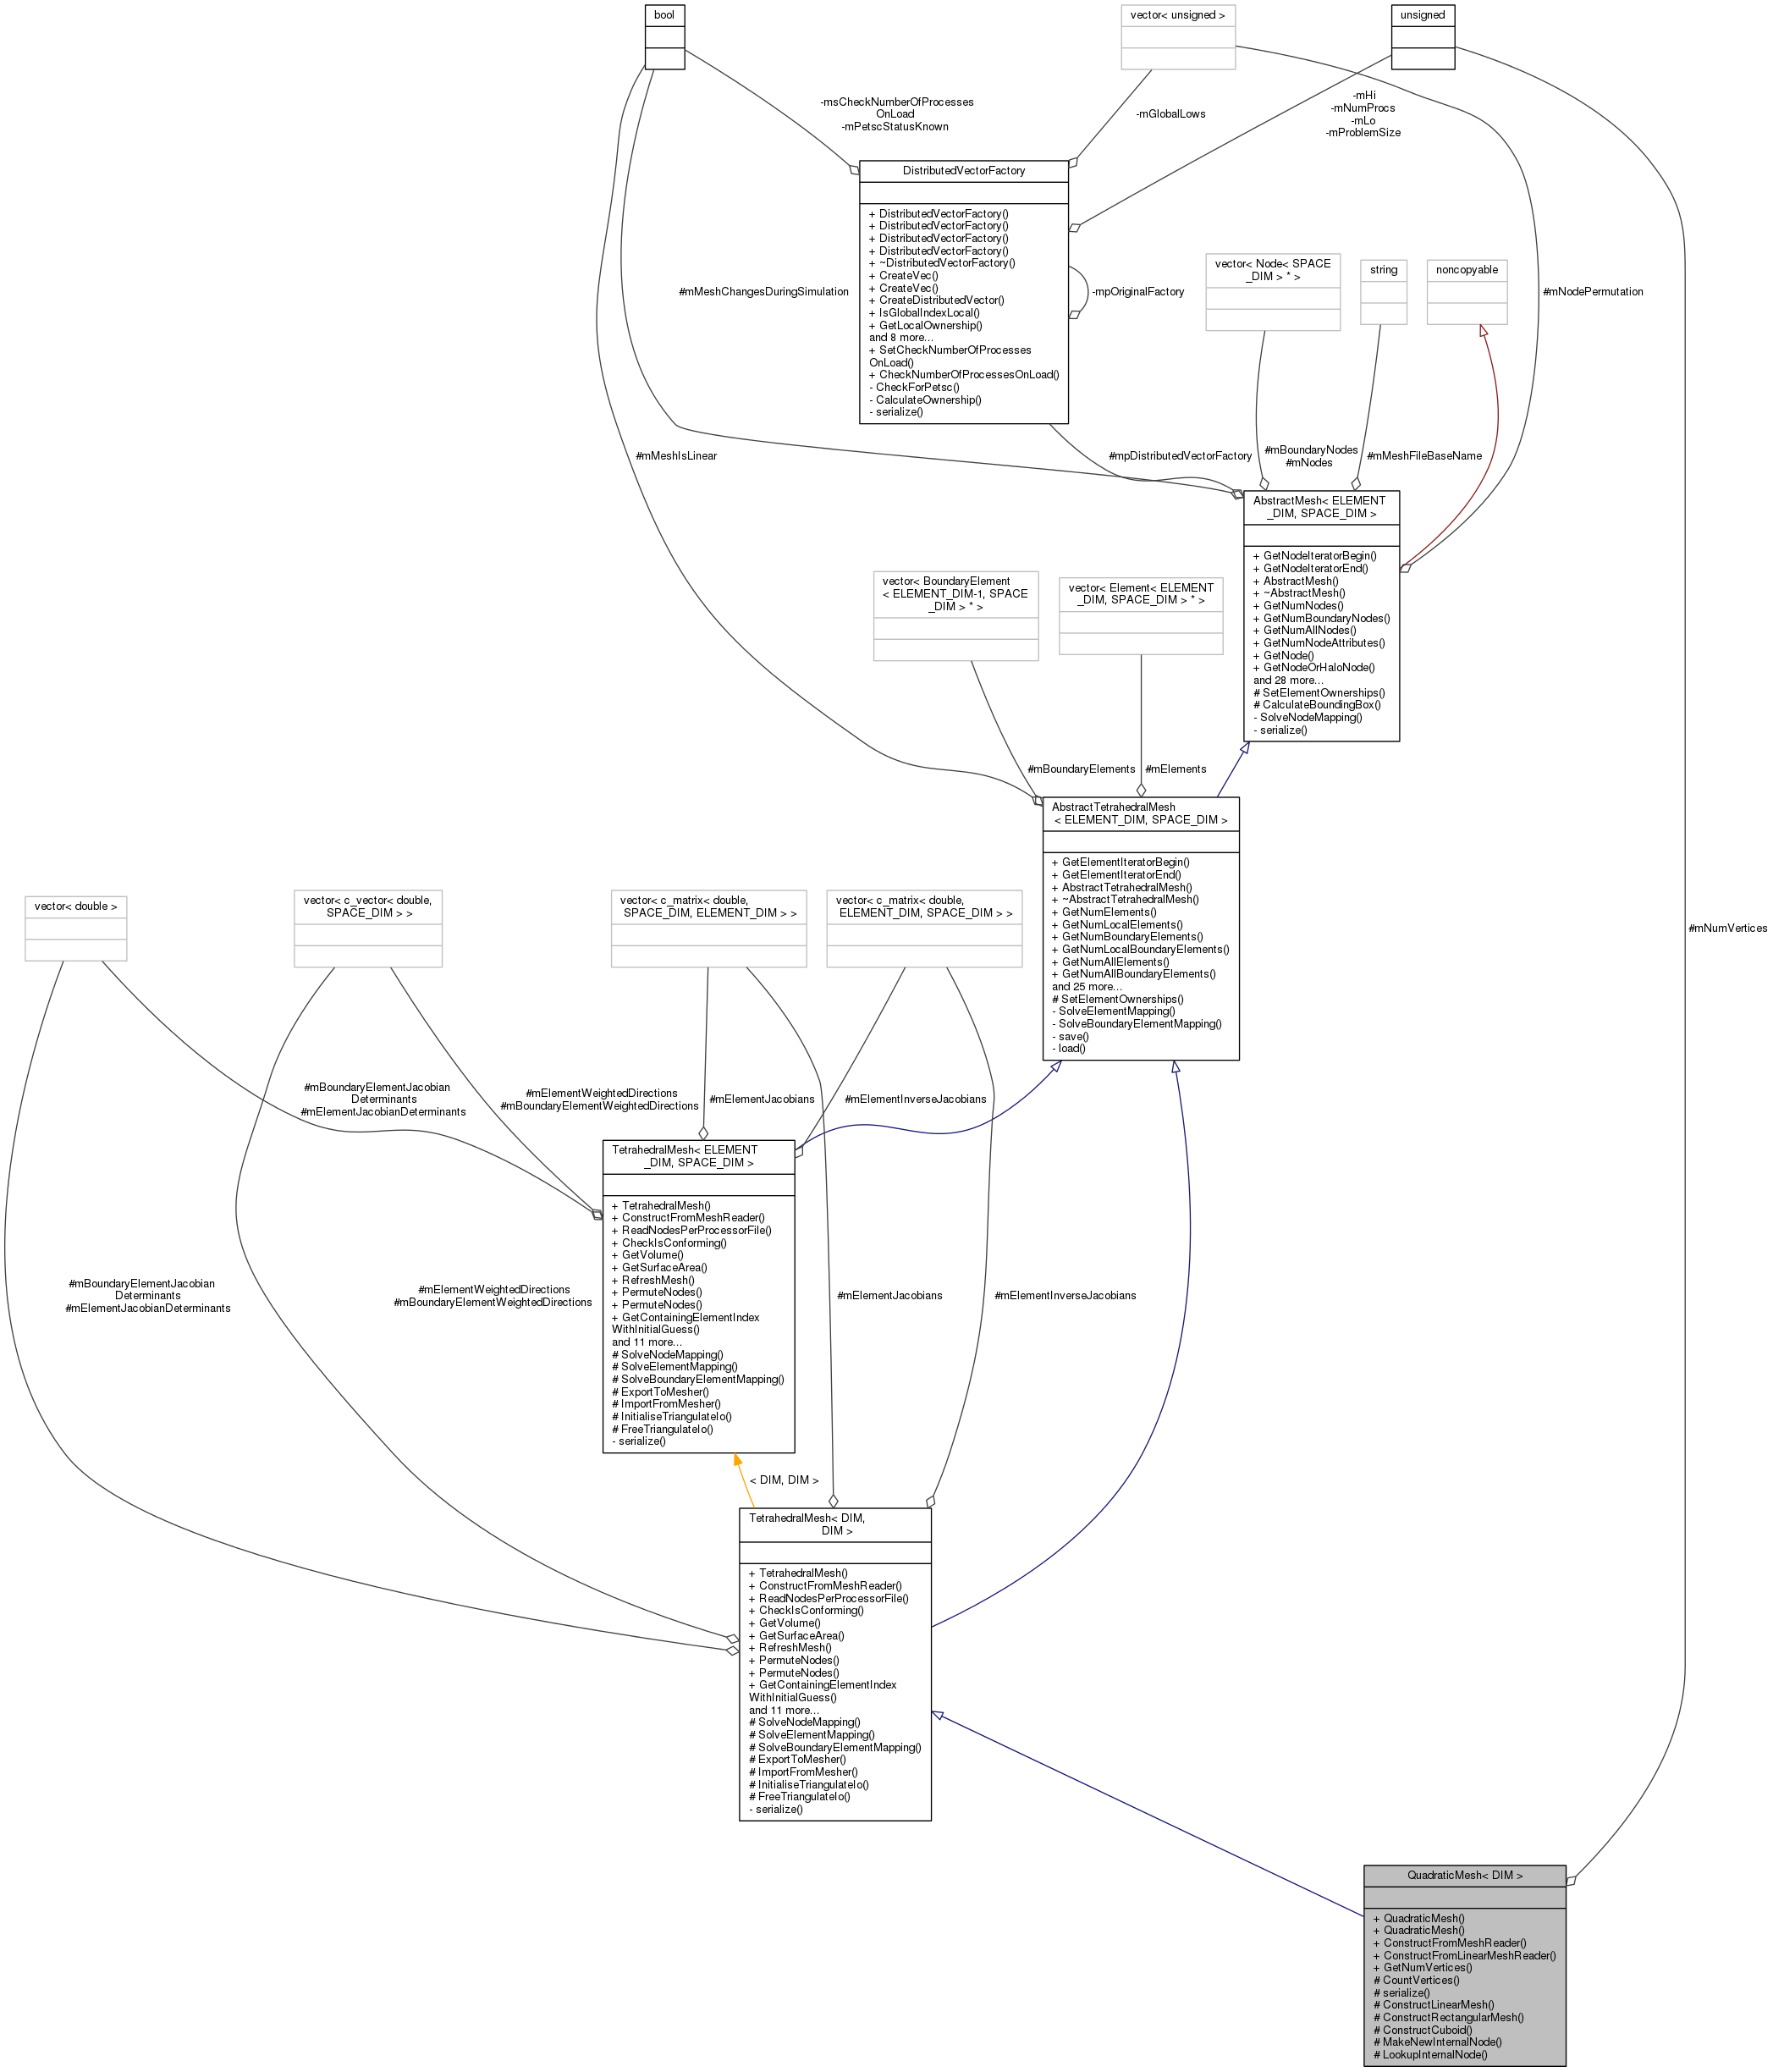 bool
vector< unsigned >
unsigned
-msCheckNumberOfProcesses
OnLoad
-mPetscStatusKnown
-mGlobalLows
-mHi
-mNumProcs
-mLo
-mProblemSize
DistributedVectorFactory
+ DistributedVectorFactory()
+ DistributedVectorFactory()
+ DistributedVectorFactory()
+ DistributedVectorFactory()
+ ~DistributedVectorFactory()
+ CreateVec()
+ CreateVec()
+ CreateDistributedVector()
+ IsGlobalIndexLocal()
+ GetLocalOwnership()
and 8 more...
+ SetCheckNumberOfProcesses
OnLoad()
+ CheckNumberOfProcessesOnLoad()
- CheckForPetsc()
- CalculateOwnership()
- serialize()
vector< Node< SPACE
_DIM > * >
string
noncopyable
#mMeshChangesDuringSimulation
-mpOriginalFactory
#mNodePermutation
#mMeshIsLinear
#mpDistributedVectorFactory
#mBoundaryNodes
#mNodes
#mMeshFileBaseName
AbstractMesh< ELEMENT
_DIM, SPACE_DIM >
+ GetNodeIteratorBegin()
+ GetNodeIteratorEnd()
+ AbstractMesh()
+ ~AbstractMesh()
+ GetNumNodes()
+ GetNumBoundaryNodes()
+ GetNumAllNodes()
+ GetNumNodeAttributes()
+ GetNode()
+ GetNodeOrHaloNode()
and 28 more...
# SetElementOwnerships()
# CalculateBoundingBox()
- SolveNodeMapping()
- serialize()
vector< BoundaryElement
< ELEMENT_DIM-1, SPACE
_DIM > * >
vector< Element< ELEMENT
_DIM, SPACE_DIM > * >
#mBoundaryElements
#mElements
AbstractTetrahedralMesh
< ELEMENT_DIM, SPACE_DIM >
+ GetElementIteratorBegin()
+ GetElementIteratorEnd()
+ AbstractTetrahedralMesh()
+ ~AbstractTetrahedralMesh()
+ GetNumElements()
+ GetNumLocalElements()
+ GetNumBoundaryElements()
+ GetNumLocalBoundaryElements()
+ GetNumAllElements()
+ GetNumAllBoundaryElements()
and 25 more...
# SetElementOwnerships()
- SolveElementMapping()
- SolveBoundaryElementMapping()
- save()
- load()
#mNumVertices
vector< double >
vector< c_vector< double,
SPACE_DIM > >
vector< c_matrix< double,
SPACE_DIM, ELEMENT_DIM > >
vector< c_matrix< double,
ELEMENT_DIM, SPACE_DIM > >
#mBoundaryElementJacobian
Determinants
#mElementJacobianDeterminants
#mElementWeightedDirections
#mBoundaryElementWeightedDirections
#mElementJacobians
#mElementInverseJacobians
TetrahedralMesh< ELEMENT
_DIM, SPACE_DIM >
+ TetrahedralMesh()
+ ConstructFromMeshReader()
+ ReadNodesPerProcessorFile()
+ CheckIsConforming()
+ GetVolume()
+ GetSurfaceArea()
+ RefreshMesh()
+ PermuteNodes()
+ PermuteNodes()
+ GetContainingElementIndex
WithInitialGuess()
and 11 more...
# SolveNodeMapping()
# SolveElementMapping()
# SolveBoundaryElementMapping()
# ExportToMesher()
# ImportFromMesher()
# InitialiseTriangulateIo()
# FreeTriangulateIo()
- serialize()
#mBoundaryElementJacobian
Determinants
#mElementJacobianDeterminants
#mElementWeightedDirections
#mBoundaryElementWeightedDirections
#mElementJacobians
#mElementInverseJacobians
< DIM, DIM >
TetrahedralMesh< DIM,
DIM >
+ TetrahedralMesh()
+ ConstructFromMeshReader()
+ ReadNodesPerProcessorFile()
+ CheckIsConforming()
+ GetVolume()
+ GetSurfaceArea()
+ RefreshMesh()
+ PermuteNodes()
+ PermuteNodes()
+ GetContainingElementIndex
WithInitialGuess()
and 11 more...
# SolveNodeMapping()
# SolveElementMapping()
# SolveBoundaryElementMapping()
# ExportToMesher()
# ImportFromMesher()
# InitialiseTriangulateIo()
# FreeTriangulateIo()
- serialize()
QuadraticMesh< DIM >
+ QuadraticMesh()
+ QuadraticMesh()
+ ConstructFromMeshReader()
+ ConstructFromLinearMeshReader()
+ GetNumVertices()
# CountVertices()
# serialize()
# ConstructLinearMesh()
# ConstructRectangularMesh()
# ConstructCuboid()
# MakeNewInternalNode()
# LookupInternalNode()